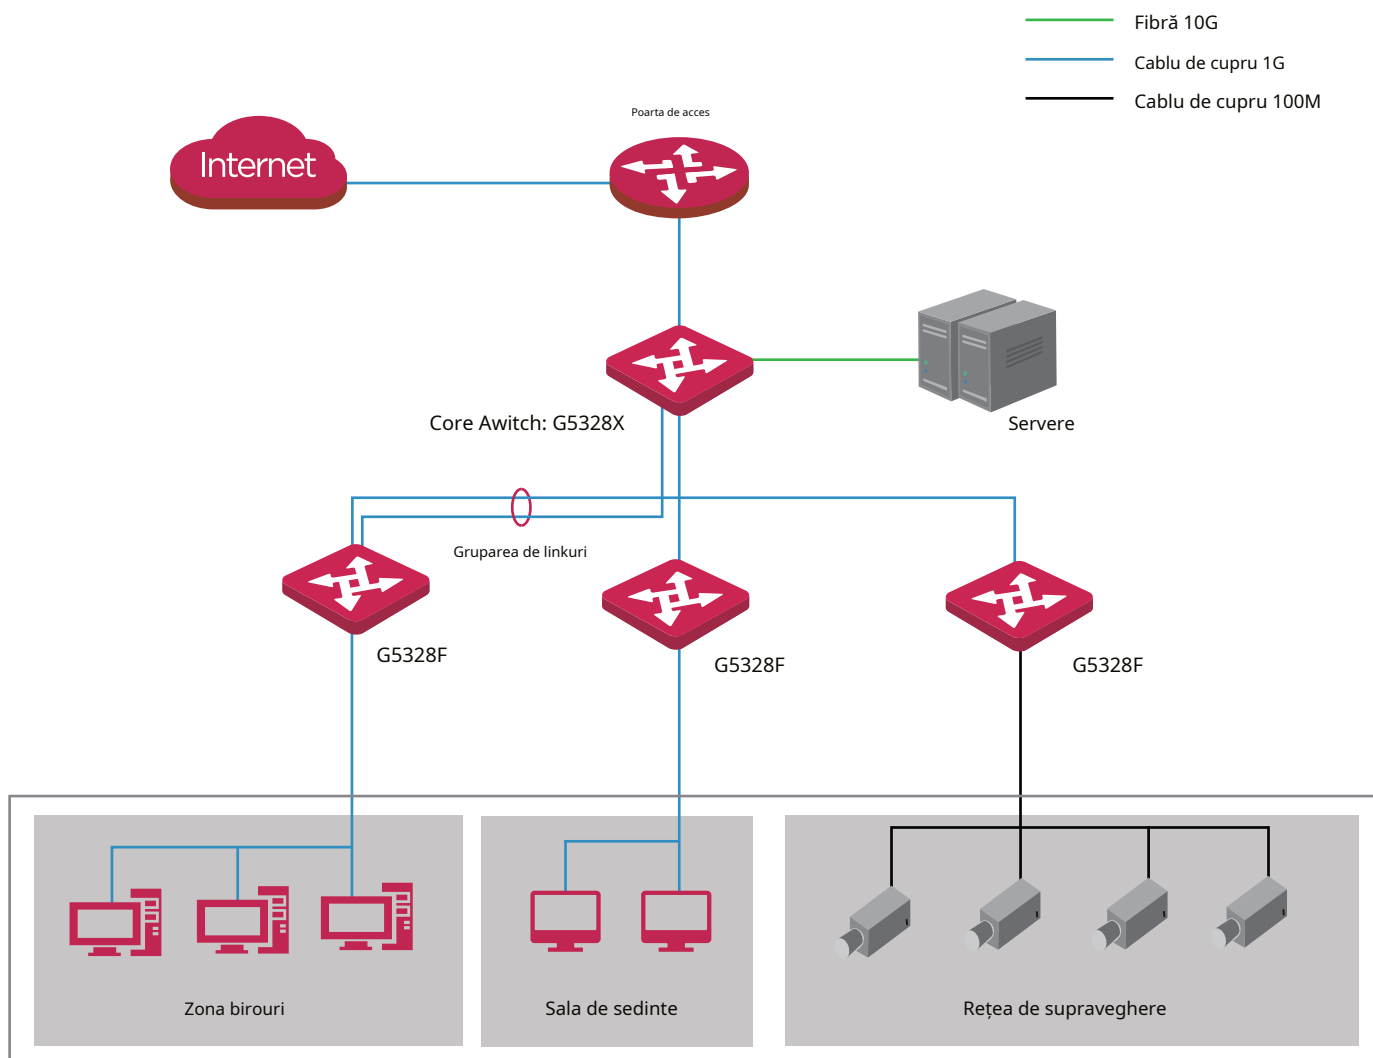 Fibră 10G
Cablu de cupru 1G
Cablu de cupru 100M
Poarta de acces
Internet
Core Awitch: G5328X
Servere
Gruparea de linkuri
G5328F
G5328F
G5328F
Zona birouri
Sala de sedinte
Rețea de supraveghere